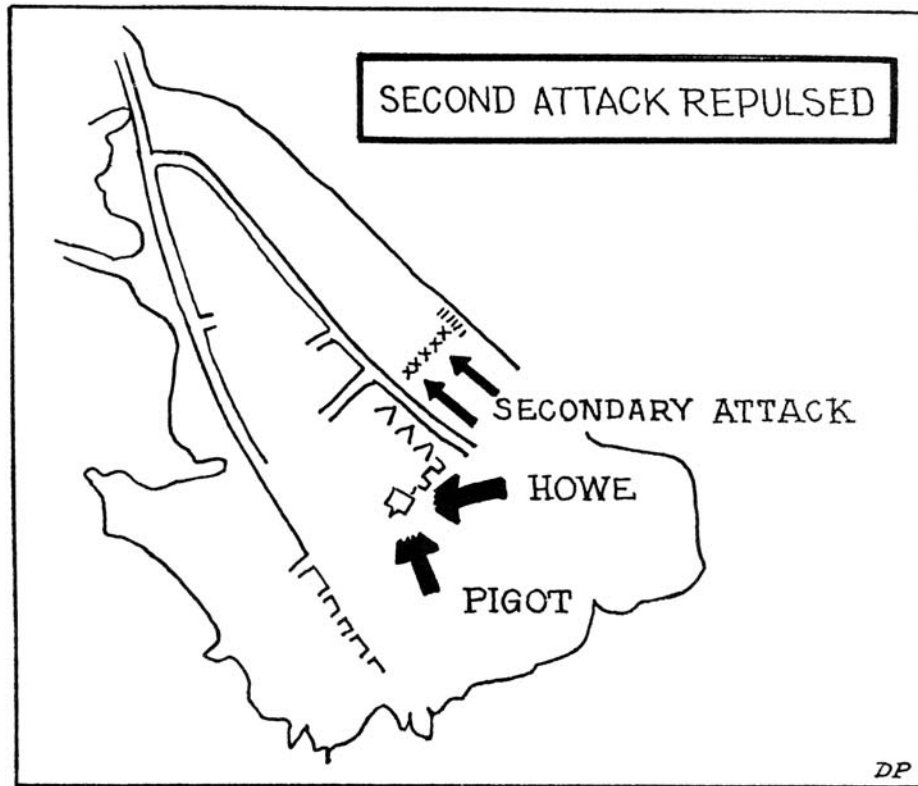 SECOND ATTACK REPULSED
SECONDARY ATTACK
HOWE
PIGOT
DP